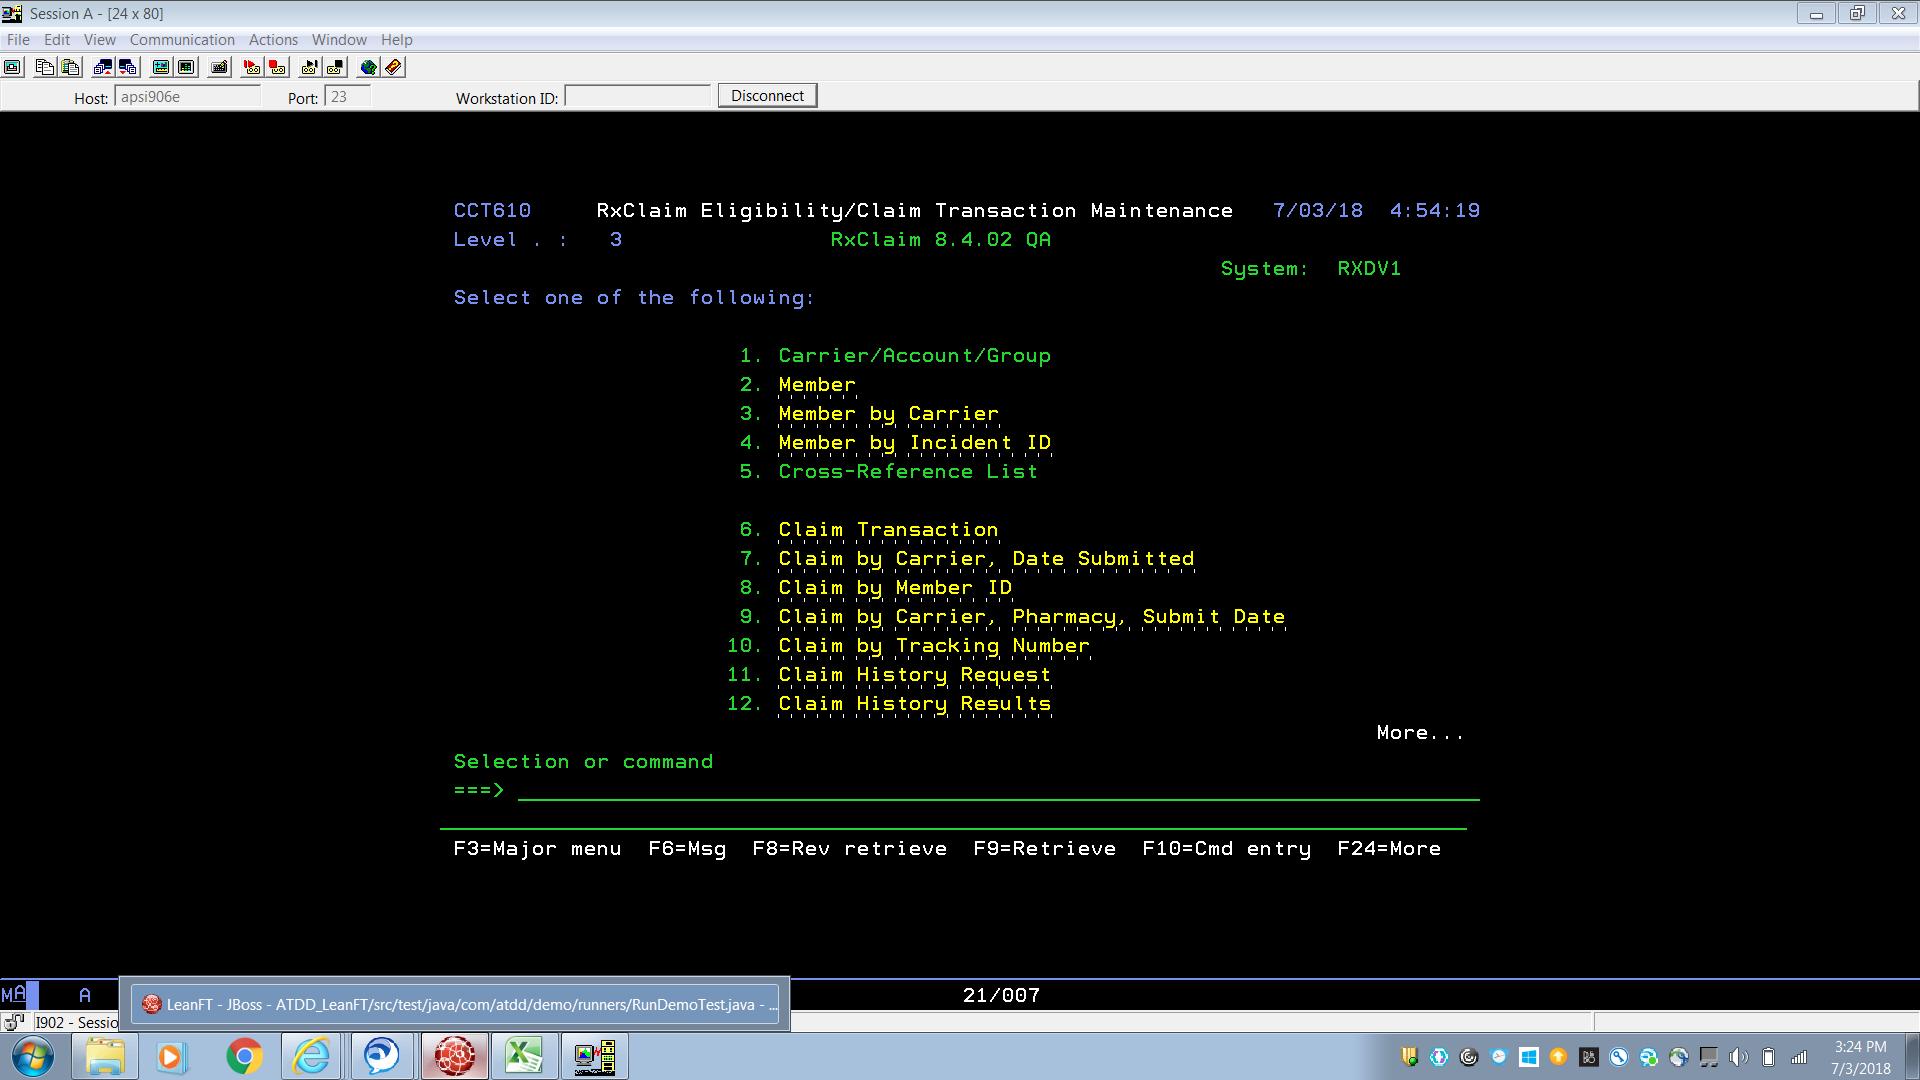 Session A - [24 x 80]
File Edit View Communication Actions Window Help
Host: apsi906e Port: 23 Workstation ID: Disconnect
CCT610 RxClaim Eligibility/Claim Transaction Maintenance 7/03/18 4:54:19
Level . : 3 RxClaim 8.4.02 QA
System: RXDV1
Select one of the following:
1. Carrier/Account/Group
2. Member
3. Member by Carrier
4. Member by Incident ID
5. Cross-Reference List
6. Claim Transaction
7. Claim by Carrier, Date Submitted
8. Claim by Member ID
9. Claim by Carrier, Pharmacy, Submit Date
10. Claim by Tracking Number
11. Claim History Request
12. Claim History Results
More...
Selection or command
===>
F3=Major menu F6=Msg F8=Rev retrieve F9=Retrieve F10=Cmd entry F24=More
MA A 21/007
LeanFT - JBoss - ATDD_LeanFT/src/test/java/com/atdd/demo/runners/RunDemoTest.java - ...
I902 - Sessio
3:24 PM
7/3/2018